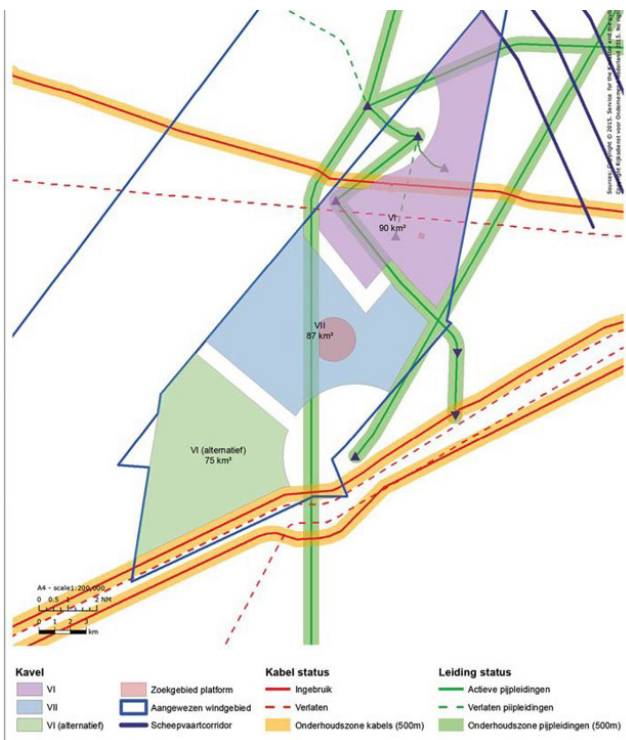 VI
90 km²
VII
87 km²
VI (alternatief)
75 km²
A4 - scale1:200,000
0 0.5 1 2 NM
0 1 2 3
km
Kavel
VI
VII
VI (alternatief)
Zoekgebied platform
Aangewezen windgebied
Scheepvaartcorridor
Kabel status
Ingebruik
Verlaten
Onderhoudszone kabels (500m)
Leiding status
Actieve pijpleidingen
Verlaten pijpleidingen
Onderhoudszone pijpleidingen (500m)